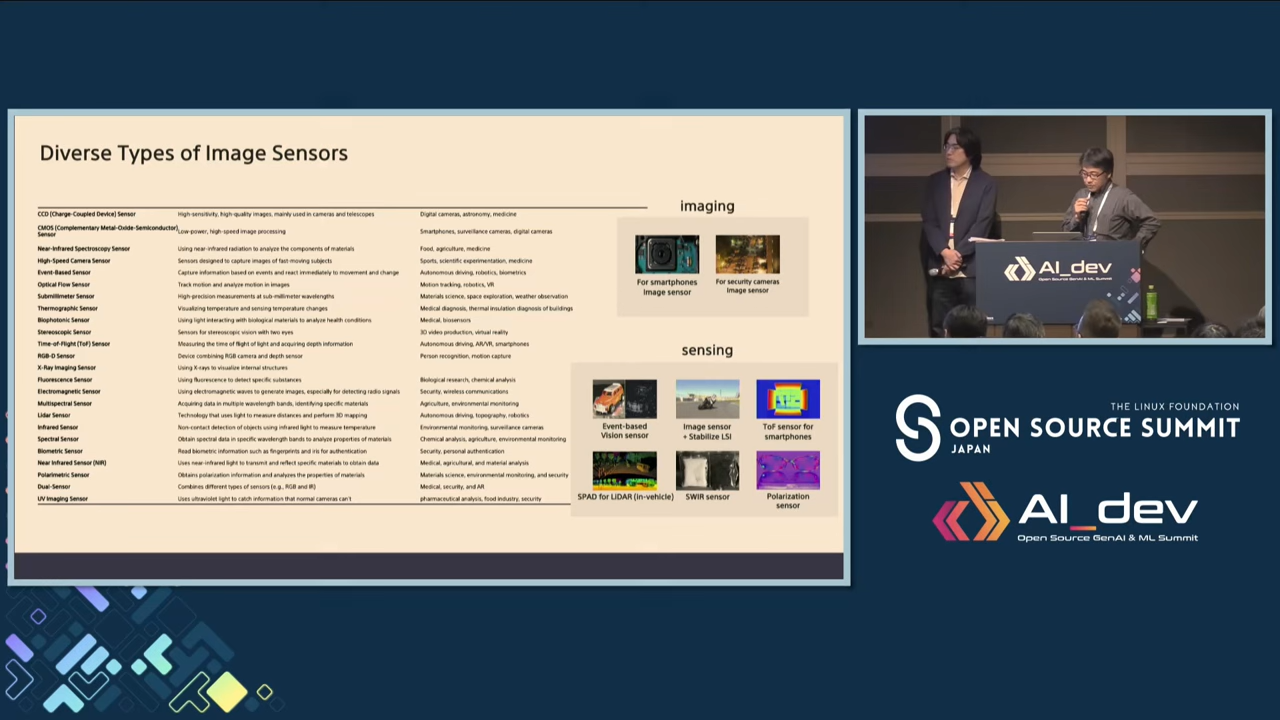 Diverse Types of Image Sensors
CCD (Charge-Coupled Device) Sensor High-sensitivity, high-quality images, mainly used in cameras and telescopes Digital cameras, astronomy, medicine
CMOS (Complementary Metal-Oxide-Semiconductor) Sensor Low-power, high-speed image processing Smartphones, surveillance cameras, digital cameras
Near-Infrared Spectroscopy Sensor Using near-infrared radiation to analyze the components of materials Food, agriculture, medicine
High-Speed Camera Sensor Sensors designed to capture images of fast-moving subjects Sports, scientific experimentation, medicine
Event-Based Sensor Capture information based on events and react immediately to movement and change Autonomous driving, robotics, biometrics
Optical Flow Sensor Track motion and analyze motion in images Motion tracking, robotics, VR
Submillimeter Sensor High-precision measurements at sub-millimeter wavelengths Materials science, space exploration, weather observation
Thermographic Sensor Visualizing temperature and sensing temperature changes Medical diagnosis, thermal insulation diagnosis of buildings
Biophotonic Sensor Using light interacting with biological materials to analyze health conditions Medical, biosensors
Stereoscopic Sensor Sensors for stereoscopic vision with two eyes 3D video production, virtual reality
Time-of-Flight (ToF) Sensor Measuring the time of flight of light and acquiring depth information Autonomous driving, AR/VR, smartphones
RGB-D Sensor Device combining RGB camera and depth sensor Person recognition, motion capture
X-Ray Imaging Sensor Using X-rays to visualize internal structures
Fluorescence Sensor Using fluorescence to detect specific substances Biological research, chemical analysis
Electromagnetic Sensor Using electromagnetic waves to generate images, especially for detecting radio signals Security, wireless communications
Multispectral Sensor Acquiring data in multiple wavelength bands, identifying specific materials Agriculture, environmental monitoring
Lidar Sensor Technology that uses light to measure distances and perform 3D mapping Autonomous driving, topography, robotics
Infrared Sensor Non-contact detection of objects using infrared light to measure temperature Environmental monitoring, surveillance cameras
Spectral Sensor Obtain spectral data in specific wavelength bands to analyze properties of materials Chemical analysis, agriculture, environmental monitoring
Biometric Sensor Read biometric information such as fingerprints and iris for authentication Security, personal authentication
Near Infrared Sensor (NIR) Uses near-infrared light to transmit and reflect specific materials to obtain data Medical, agricultural, and material analysis
Polarimetric Sensor Obtains polarization information and analyzes the properties of materials Materials science, environmental monitoring, and security
Dual-Sensor Combines different types of sensors (e.g., RGB and IR) Medical, security, and AR
UV Imaging Sensor Uses ultraviolet light to catch information that normal cameras can't pharmaceutical analysis, food industry, security
imaging
For smartphones
Image sensor
For security cameras
Image sensor
sensing
Event-based
Vision sensor
Image sensor
+ Stabilize LSI
ToF sensor for
smartphones
SPAD for LiDAR (in-vehicle)
SWIR sensor
Polarization
sensor
AI_dev
Open Source GenAI & ML Summit
THE LINUX FOUNDATION
OPEN SOURCE SUMMIT
JAPAN
AI_dev
Open Source GenAI & ML Summit